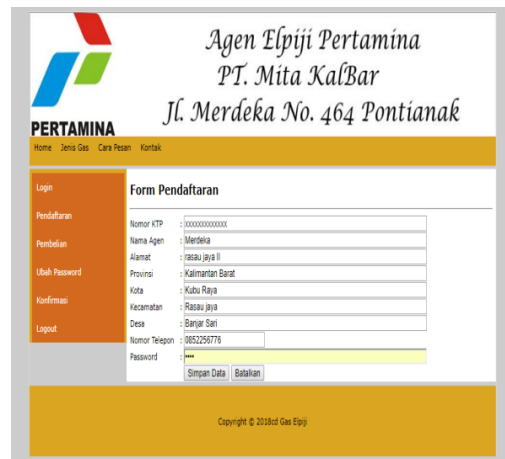 Agen Elpiji Pertamina
PT. Mita KalBar
Jl. Merdeka No. 464 Pontianak
PERTAMINA
Home Jenis Gas Cara Pesan Kontak
Login
Pendaftaran
Pembelian
Ubah Password
Konfirmasi
Logout
Form Pendaftaran
Nomor KTP : XXXXXXXXXXXXX
Nama Agen : Merdeka
Alamat : rasau jaya II
Provinsi : Kalimantan Barat
Kota : Kubu Raya
Kecamatan : Rasau jaya
Desa : Banjar Sari
Nomor Telepon : 0852256776
Password : ••••
Simpan Data Batalkan
Copyright © 2018cd Gas Elpiji